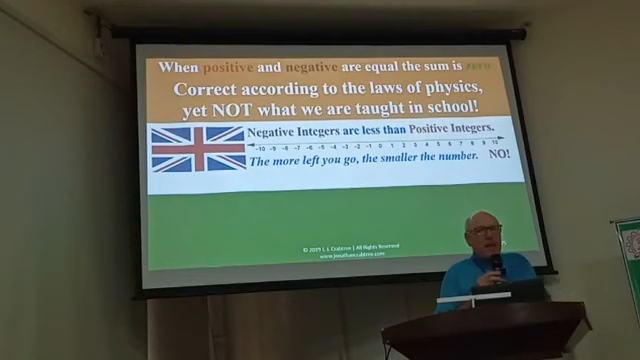 When positive and negative are equal the sum is zero
Correct according to the laws of physics,
yet NOT what we are taught in school!
Negative Integers are less than Positive Integers.
-10 -9 -8 -7 -6 -5 -4 -3 -2 -1 0 1 2 3 4 5 6 7 8 9 10
The more left you go, the smaller the number. NO!
© 2019 J. S. Crabtree | All Rights Reserved
www.jonathancrabtree.com